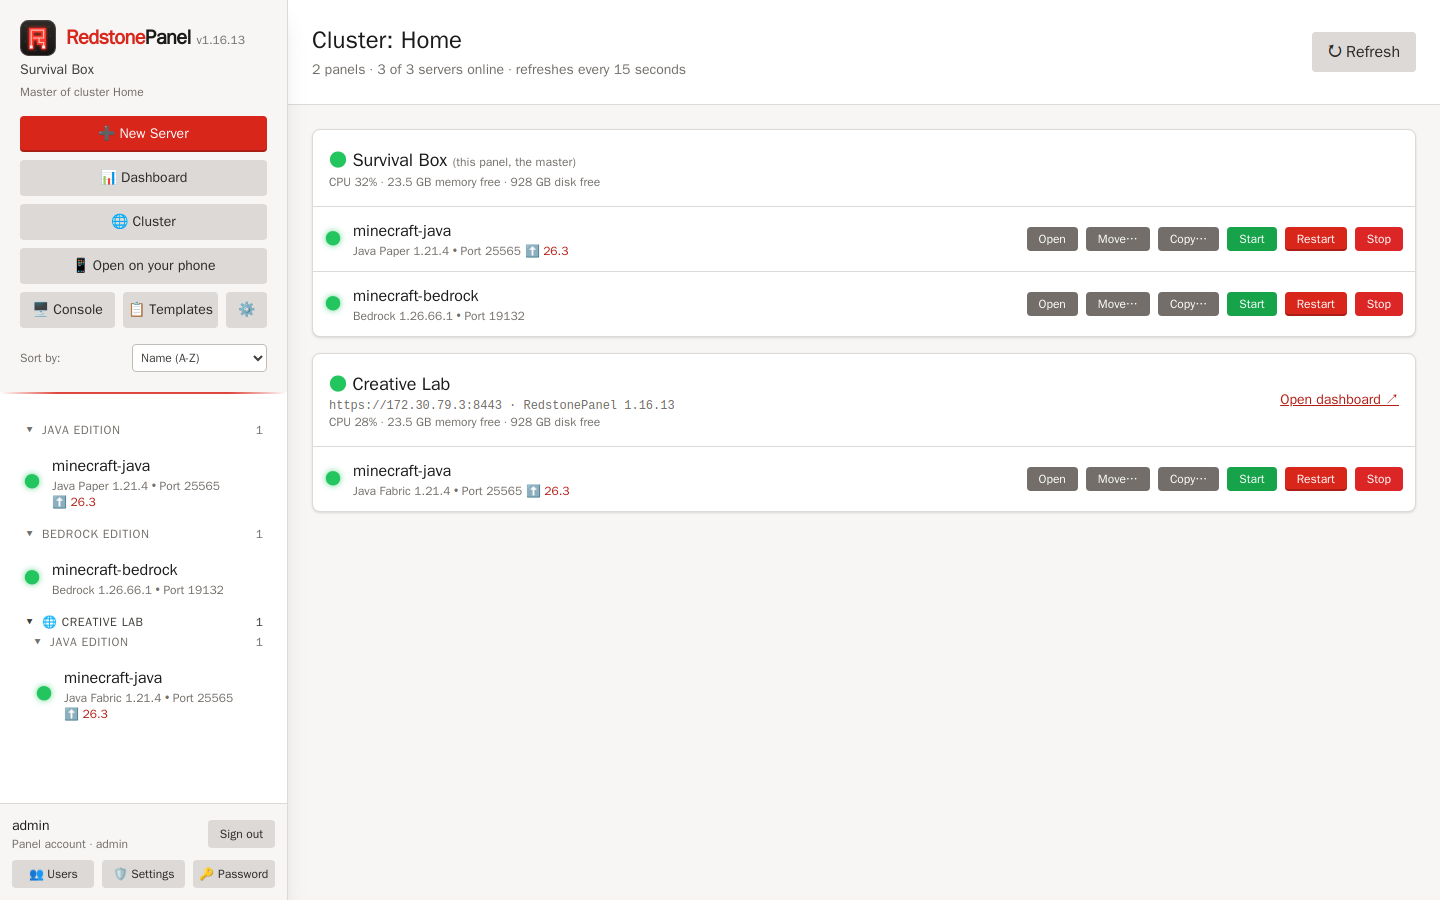 RedstonePanel v1.16.13
Survival Box
Master of cluster Home
➕ New Server
📊 Dashboard
🌐 Cluster
📱 Open on your phone
🖥️ Console
📋 Templates
⚙️
Sort by:
Name (A-Z)
▼ JAVA EDITION 1
minecraft-java
Java Paper 1.21.4 • Port 25565
⬆️ 26.3
▼ BEDROCK EDITION 1
minecraft-bedrock
Bedrock 1.26.66.1 • Port 19132
▼ 🌐 CREATIVE LAB 1
▼ JAVA EDITION 1
minecraft-java
Java Fabric 1.21.4 • Port 25565
⬆️ 26.3
admin
Panel account · admin
Sign out
👥 Users
🛡️ Settings
🔑 Password
Cluster: Home
2 panels · 3 of 3 servers online · refreshes every 15 seconds
↻ Refresh
Survival Box (this panel, the master)
CPU 32% · 23.5 GB memory free · 928 GB disk free
minecraft-java
Java Paper 1.21.4 • Port 25565 ⬆️ 26.3
Open Move… Copy… Start Restart Stop
minecraft-bedrock
Bedrock 1.26.66.1 • Port 19132
Open Move… Copy… Start Restart Stop
Creative Lab
https://172.30.79.3:8443 · RedstonePanel 1.16.13
CPU 28% · 23.5 GB memory free · 928 GB disk free
Open dashboard ↗
minecraft-java
Java Fabric 1.21.4 • Port 25565 ⬆️ 26.3
Open Move… Copy… Start Restart Stop